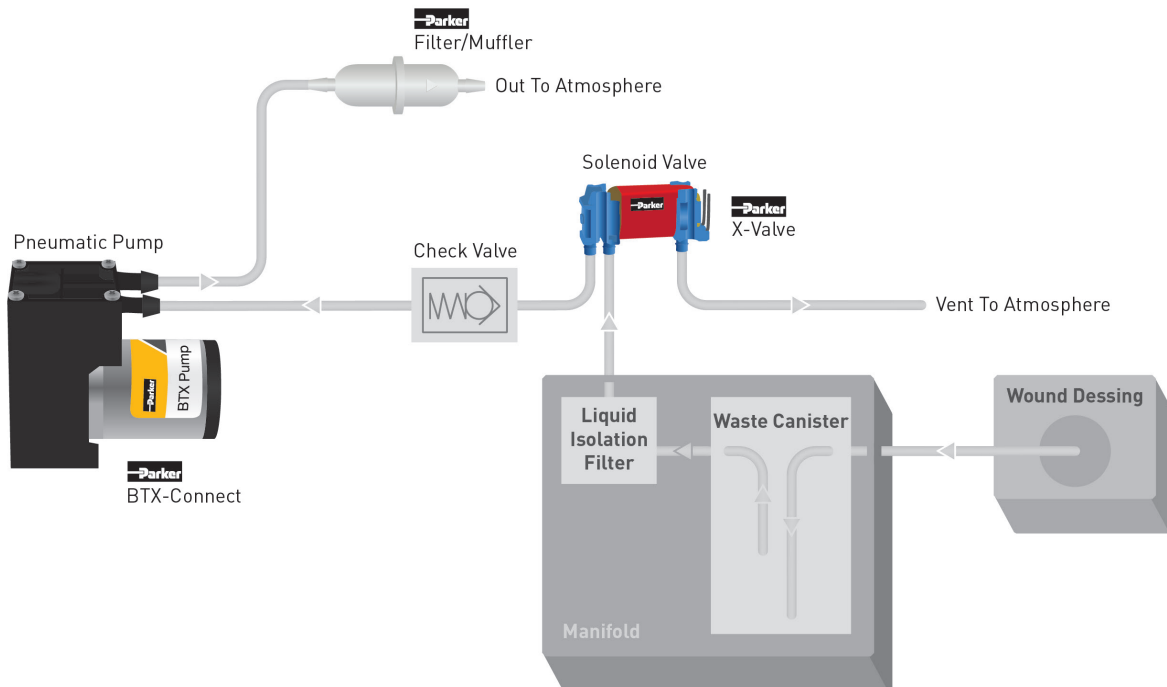 Parker
Filter/Muffler
Out To Atmosphere
Solenoid Valve
Parker
Parker
X-Valve
Pneumatic Pump
Check Valve
Vent To Atmosphere
Parker
BTX Pump
Parker
BTX-Connect
Liquid
Isolation
Filter
Waste Canister
Wound Dessing
Manifold